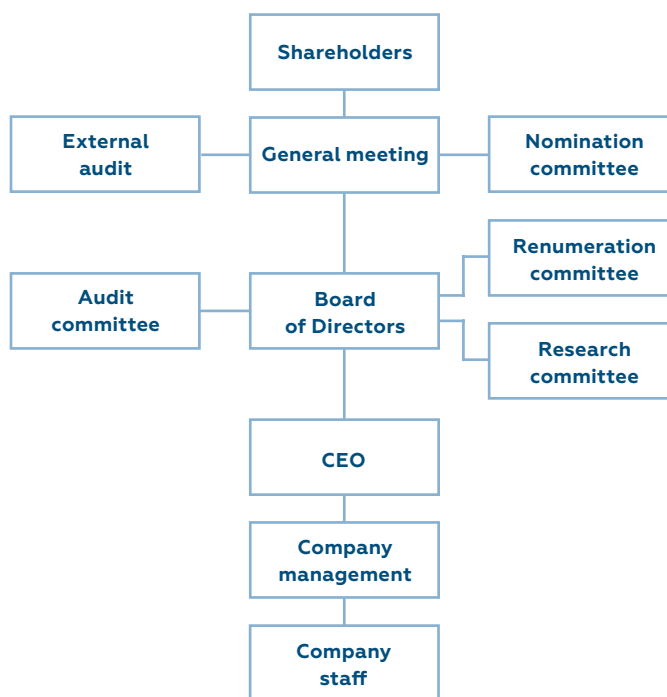 Shareholders
External
audit
General meeting
Nomination
committee
Renumeration
committee
Audit
committee
Board
of Directors
Research
committee
CEO
Company
management
Company
staff